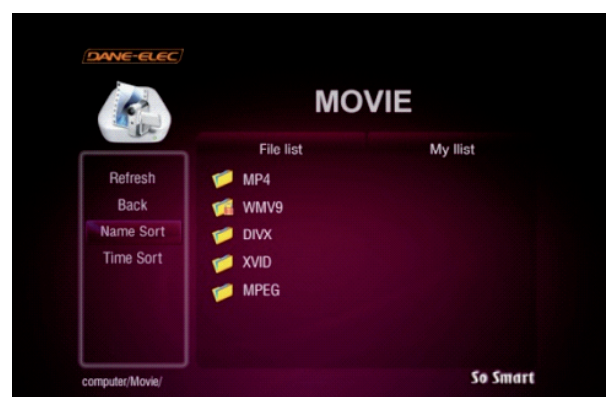 DANE-ELEC
MOVIE
File list
My llist
Refresh
Back
Name Sort
Time Sort
MP4
WMV9
DIVX
XVID
MPEG
computer/Movie/
So Smart